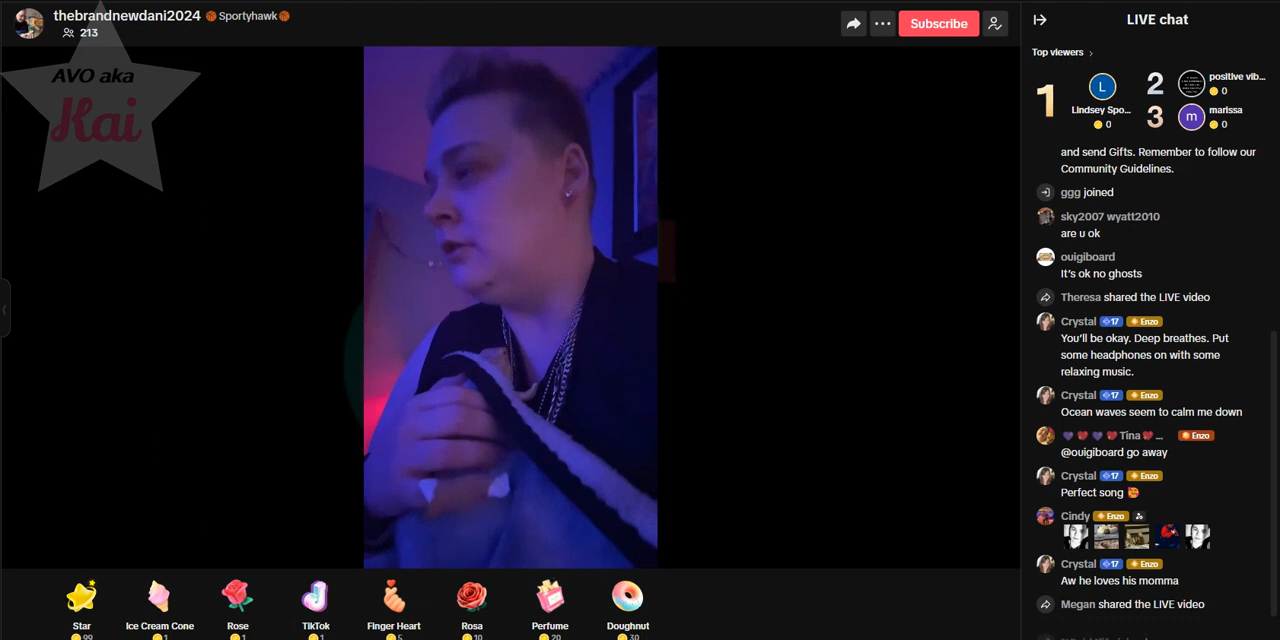 thebrandnewdani2024 🏀 Sportyhawk🏀
213
Subscribe
AVO aka
Kai
LIVE chat
Top viewers >
1
L
Lindsey Spo...
0
2
positive vib...
0
3
m
marissa
0
and send Gifts. Remember to follow our
Community Guidelines.
ggg joined
sky2007 wyatt2010
are u ok
ouigiboard
It's ok no ghosts
Theresa shared the LIVE video
Crystal 17 Enzo
You'll be okay. Deep breathes. Put
some headphones on with some
relaxing music.
Crystal 17 Enzo
Ocean waves seem to calm me down
💜❤️💜❤️Tina❤️... Enzo
@ouigiboard go away
Crystal 17 Enzo
Perfect song 🥰
Cindy Enzo
Crystal 17 Enzo
Aw he loves his momma
Megan shared the LIVE video
Star
99
Ice Cream Cone
1
Rose
1
TikTok
1
Finger Heart
5
Rosa
10
Perfume
20
Doughnut
30